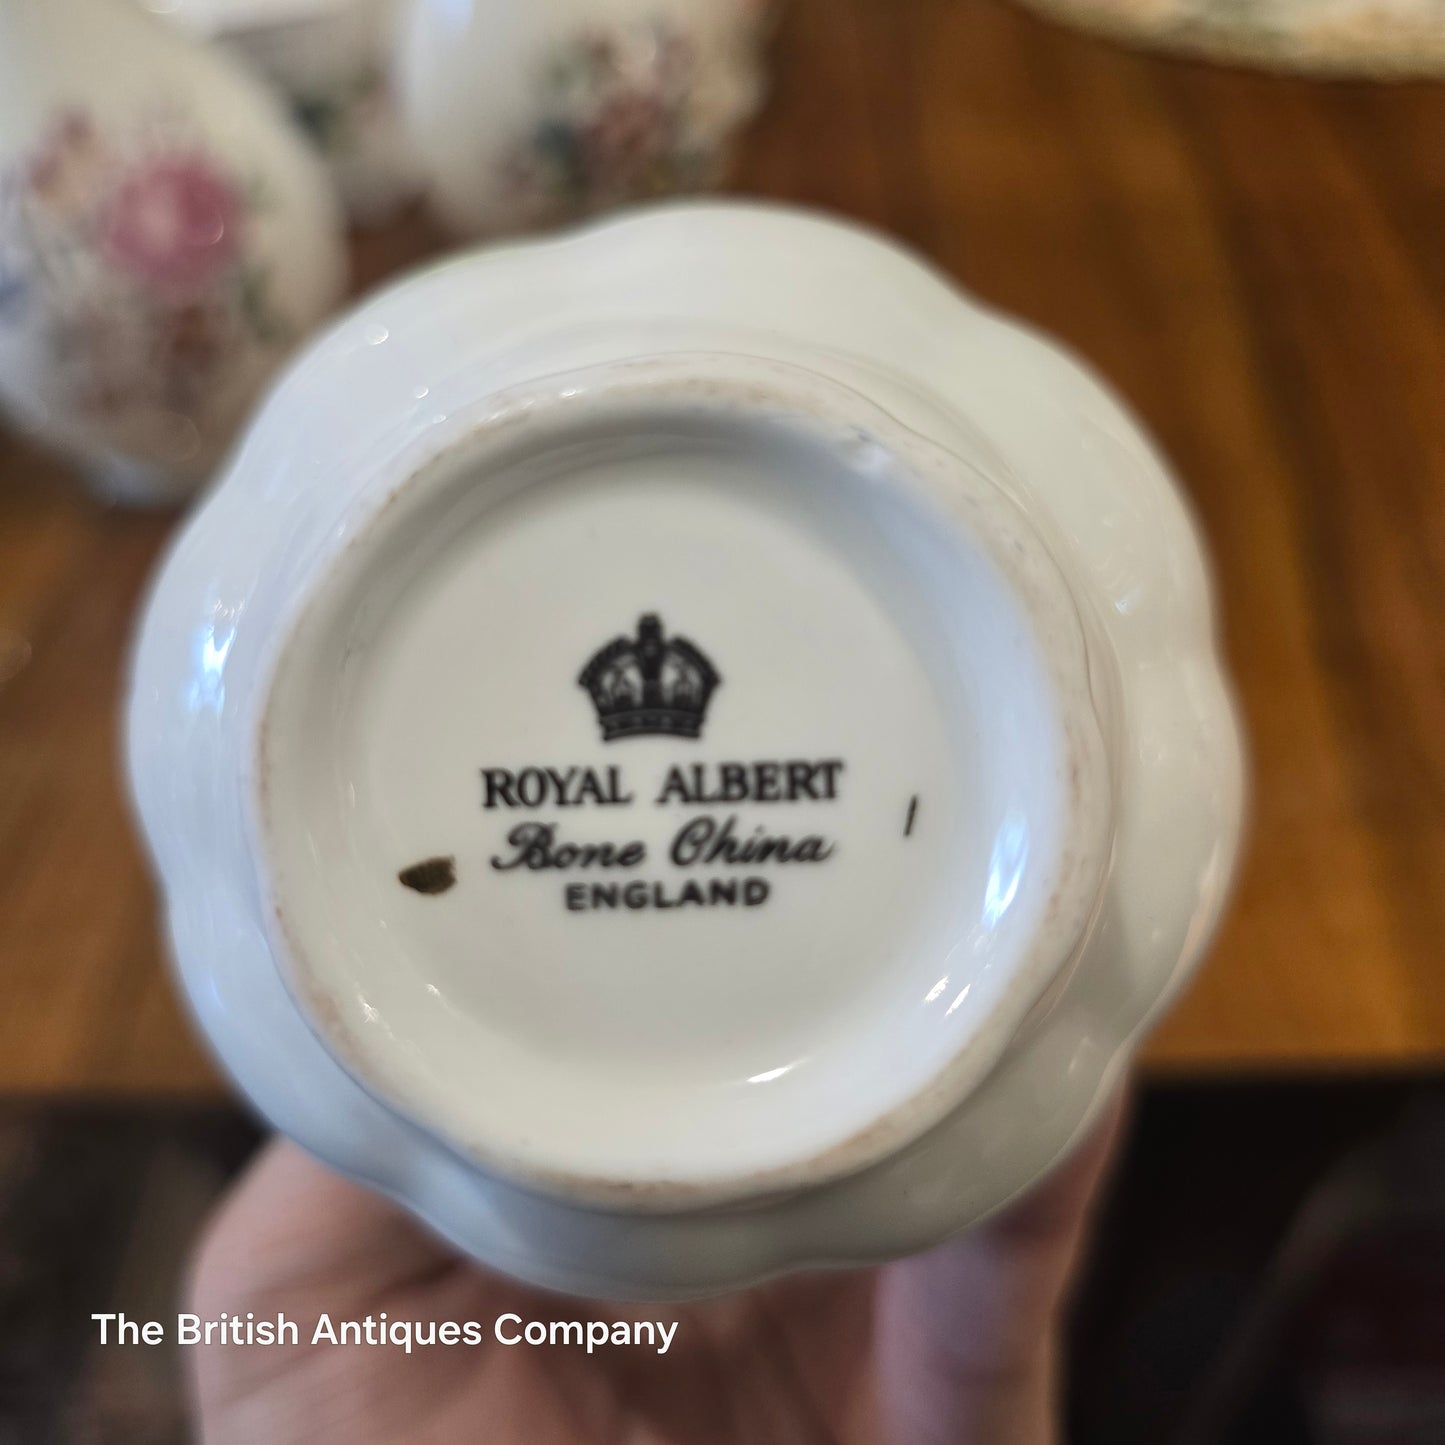 ROYAL ALBERT
Bone China
ENGLAND
The British Antiques Company